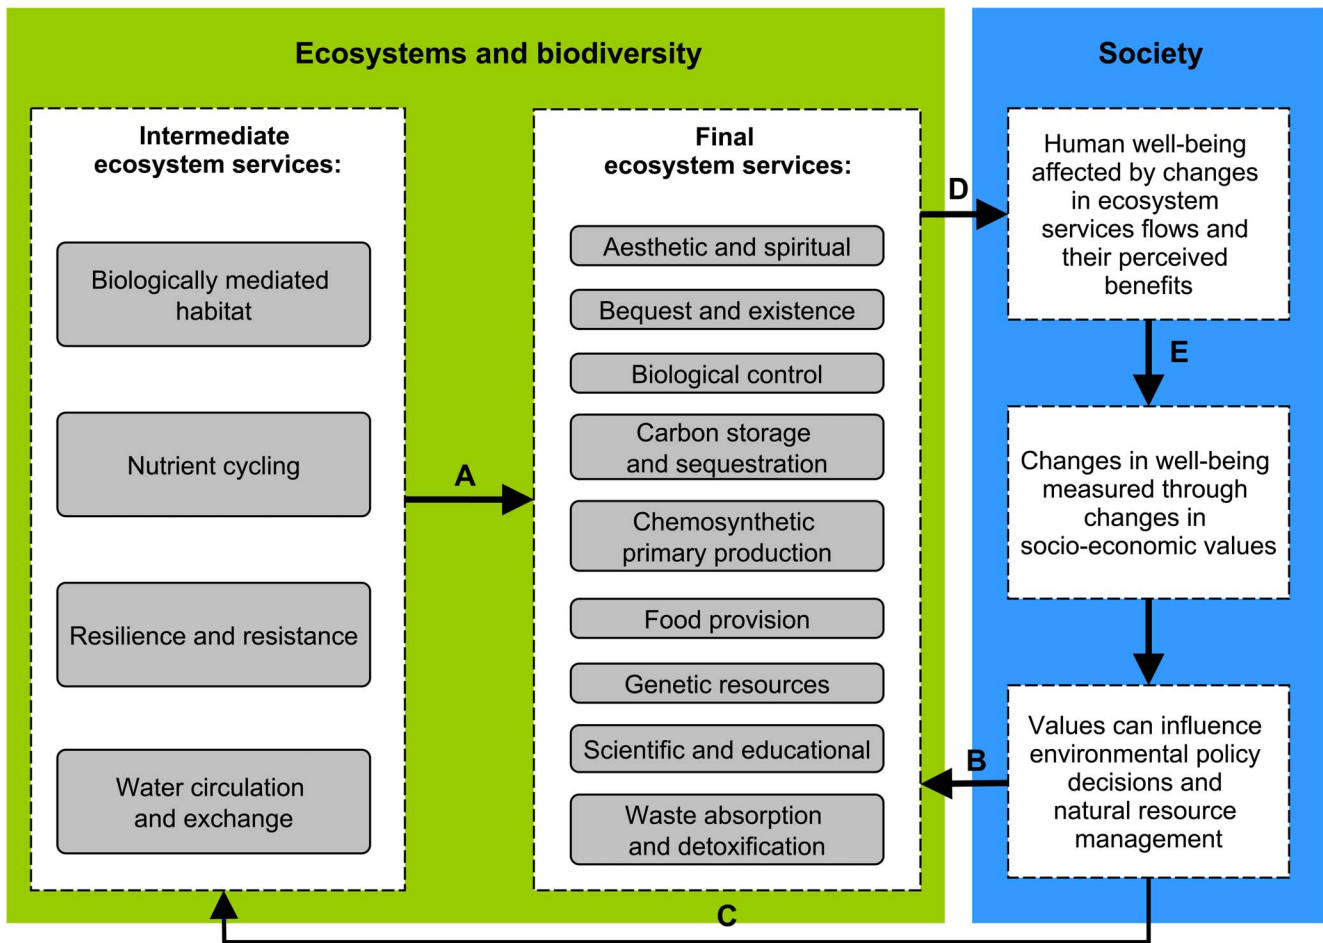 Ecosystems and biodiversity
Society
Intermediate
ecosystem services:
Biologically mediated
habitat
Nutrient cycling
Resilience and resistance
Water circulation
and exchange
A
Final
ecosystem services:
Aesthetic and spiritual
Bequest and existence
Biological control
Carbon storage
and sequestration
Chemosynthetic
primary production
Food provision
Genetic resources
Scientific and educational
Waste absorption
and detoxification
D
Human well-being
affected by changes
in ecosystem
services flows and
their perceived
benefits
E
Changes in well-being
measured through
changes in
socio-economic values
B
Values can influence
environmental policy
decisions and
natural resource
management
C